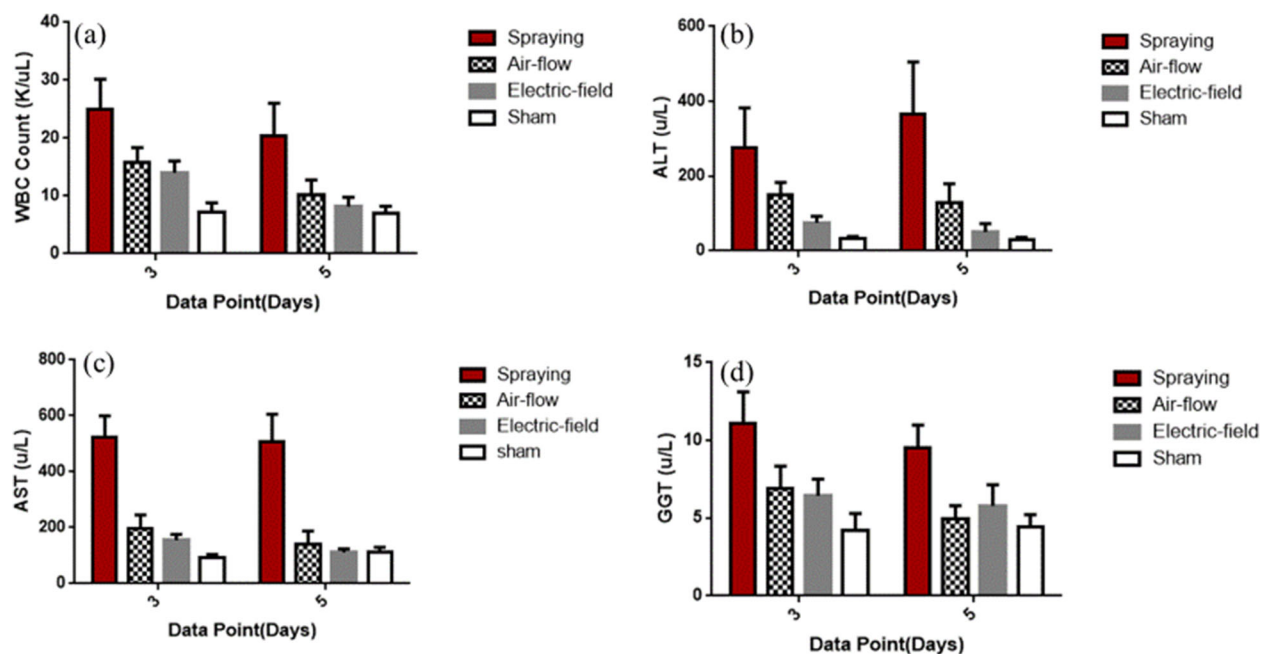 (a)
WBC Count (K/uL)
40
30
20
10
0
3
5
Data Point(Days)
Spraying
Air-flow
Electric-field
Sham
(b)
ALT (u/L)
600
400
200
0
3
5
Data Point(Days)
Spraying
Air-flow
Electric-field
Sham
(c)
AST (u/L)
800
600
400
200
0
3
5
Data Point(Days)
Spraying
Air-flow
Electric-field
sham
(d)
GGT (u/L)
15
10
5
0
3
5
Data Point(Days)
Spraying
Air-flow
Electric-field
Sham